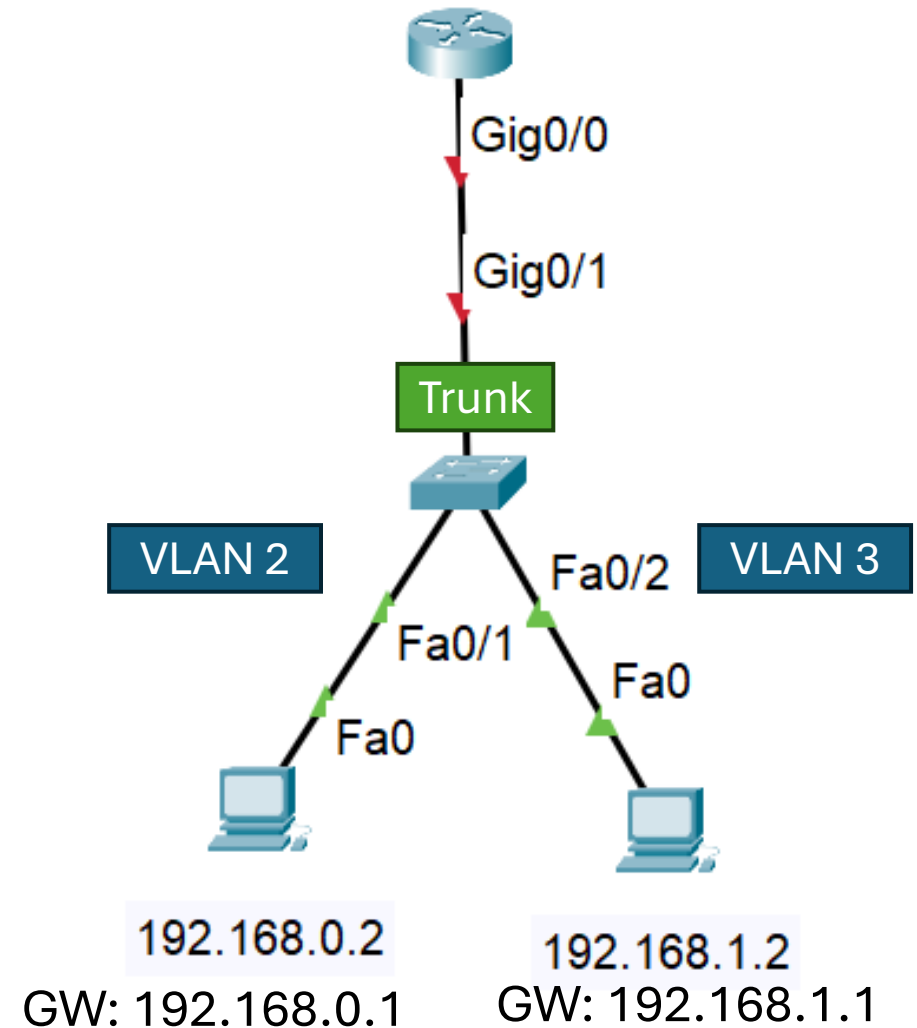 Gig0/0
Gig0/1
Trunk
VLAN 2
VLAN 3
Fa0/2
Fa0/1
Fa0
Fa0
192.168.0.2
GW: 192.168.0.1
192.168.1.2
GW: 192.168.1.1